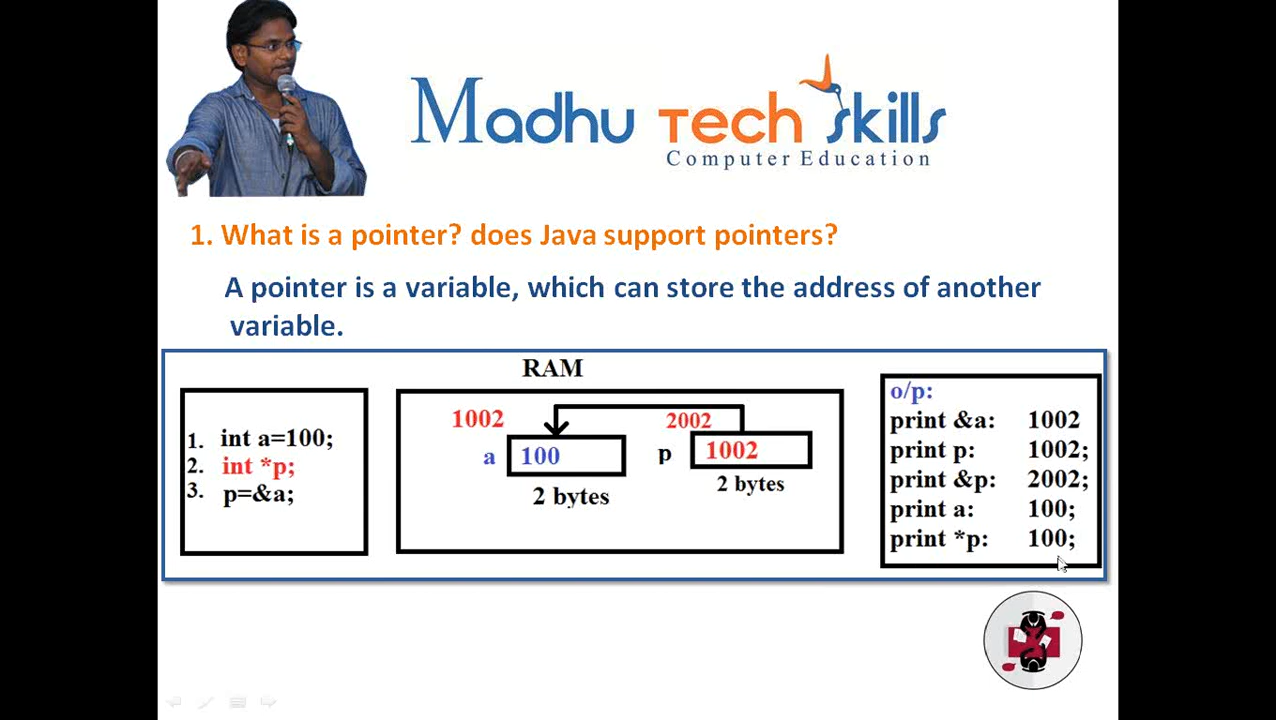 Madhu Tech Skills
Computer Education
1. What is a pointer? does Java support pointers?
A pointer is a variable, which can store the address of another
variable.
RAM
1. int a=100;
2. int *p;
3. p=&a;
1002 2002
a 100 p 1002
2 bytes 2 bytes
o/p:
print &a: 1002
print p: 1002;
print &p: 2002;
print a: 100;
print *p: 100;